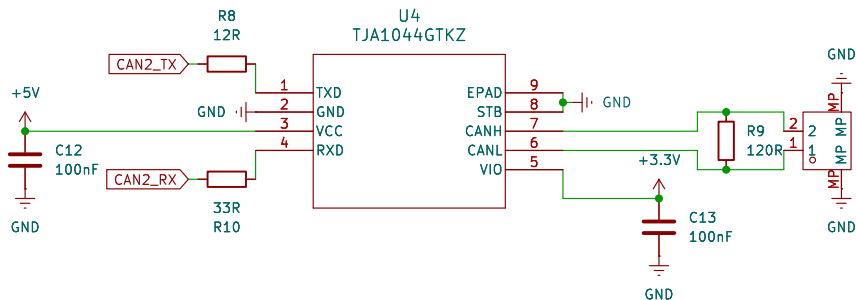 U4
TJA1044GTKZ
R8
12R
CAN2_TX
+5V
GND
C12
100nF
GND
CAN2_RX
33R
R10
1
2
3
4
TXD
GND
VCC
RXD
EPAD
STB
CANH
CANL
VIO
9
8
7
6
5
GND
+3.3V
C13
100nF
GND
R9
120R
GND
MP
2
1
2
1
MP
MP
MP
GND